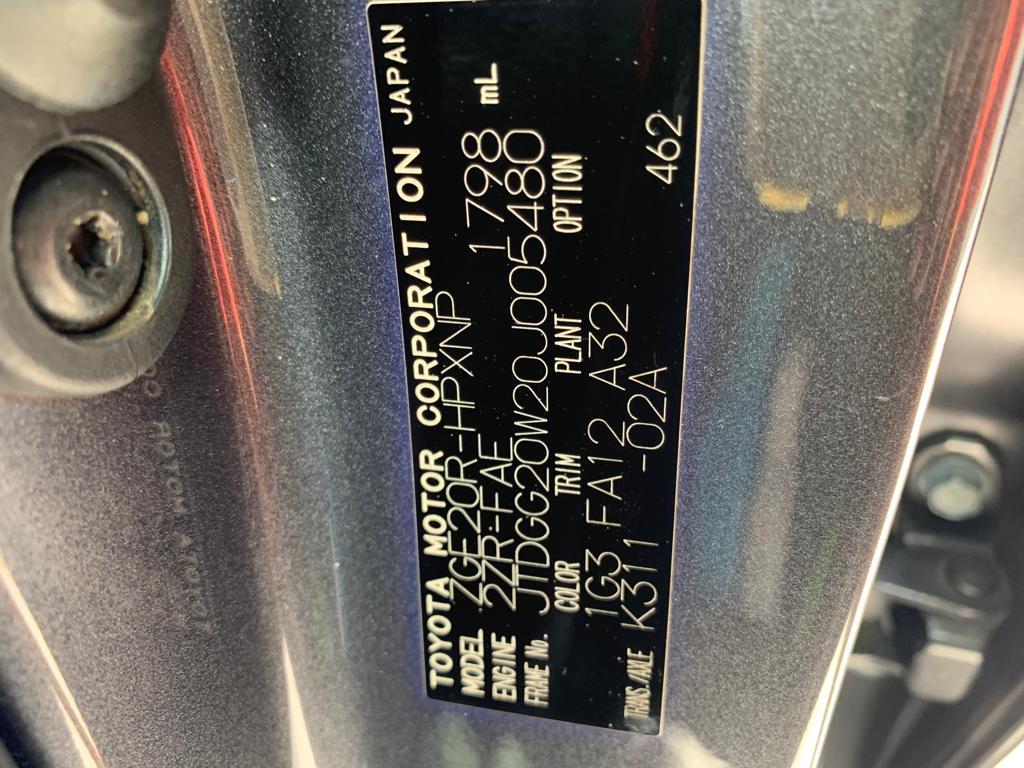 TOYOTA MOTOR CORPORATION JAPAN
MODEL ZGE20R-HPXNP
ENGINE 2ZR-FAE 1798 mL
FRAME No. JTDGG20W20J005480
COLOR TRIM PLANT OPTION
1G3 FA12 A32
TRANS./AXLE K311 -02A 462